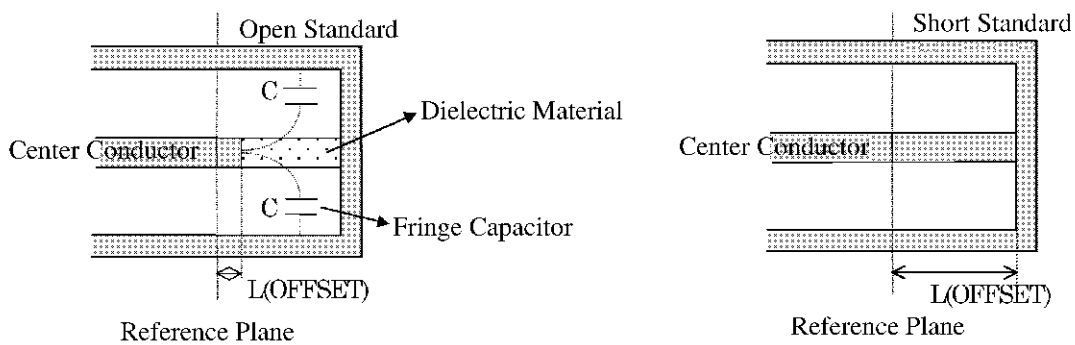 Open Standard
C
Dielectric Material
Center Conductor
C
Fringe Capacitor
L(OFFSET)
Reference Plane
Short Standard
Center Conductor
L(OFFSET)
Reference Plane